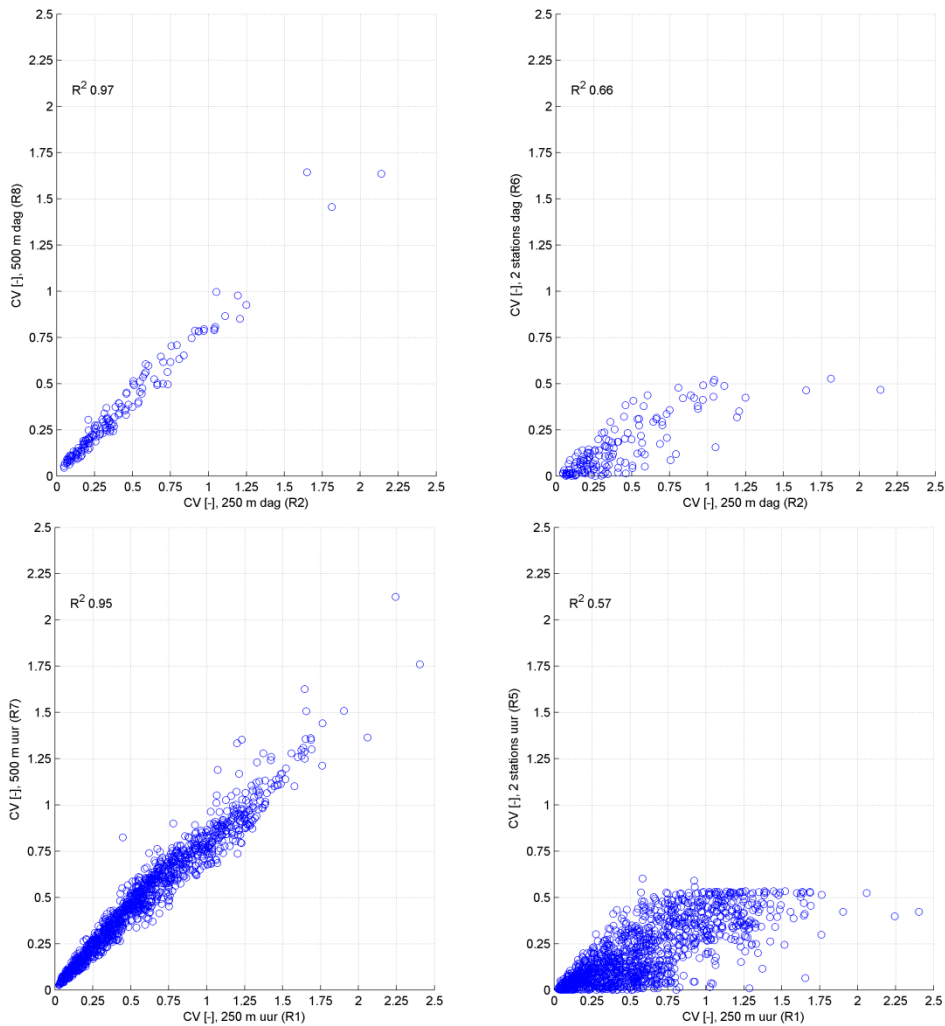 2.5
2.25
2
1.75
1.5
1.25
1
0.75
0.5
0.25
0
R² 0.97
CV [-], 500 m dag (R8)
0 0.25 0.5 0.75 1 1.25 1.5 1.75 2 2.25 2.5
CV [-], 250 m dag (R2)
2.5
2.25
2
1.75
1.5
1.25
1
0.75
0.5
0.25
0
R² 0.66
CV [-], 2 stations dag (R6)
0 0.25 0.5 0.75 1 1.25 1.5 1.75 2 2.25 2.5
CV [-], 250 m dag (R2)
2.5
2.25
2
1.75
1.5
1.25
1
0.75
0.5
0.25
0
R² 0.95
CV [-], 500 m uur (R7)
0 0.25 0.5 0.75 1 1.25 1.5 1.75 2 2.25 2.5
CV [-], 250 m uur (R1)
2.5
2.25
2
1.75
1.5
1.25
1
0.75
0.5
0.25
0
R² 0.57
CV [-], 2 stations uur (R5)
0 0.25 0.5 0.75 1 1.25 1.5 1.75 2 2.25 2.5
CV [-], 250 m uur (R1)